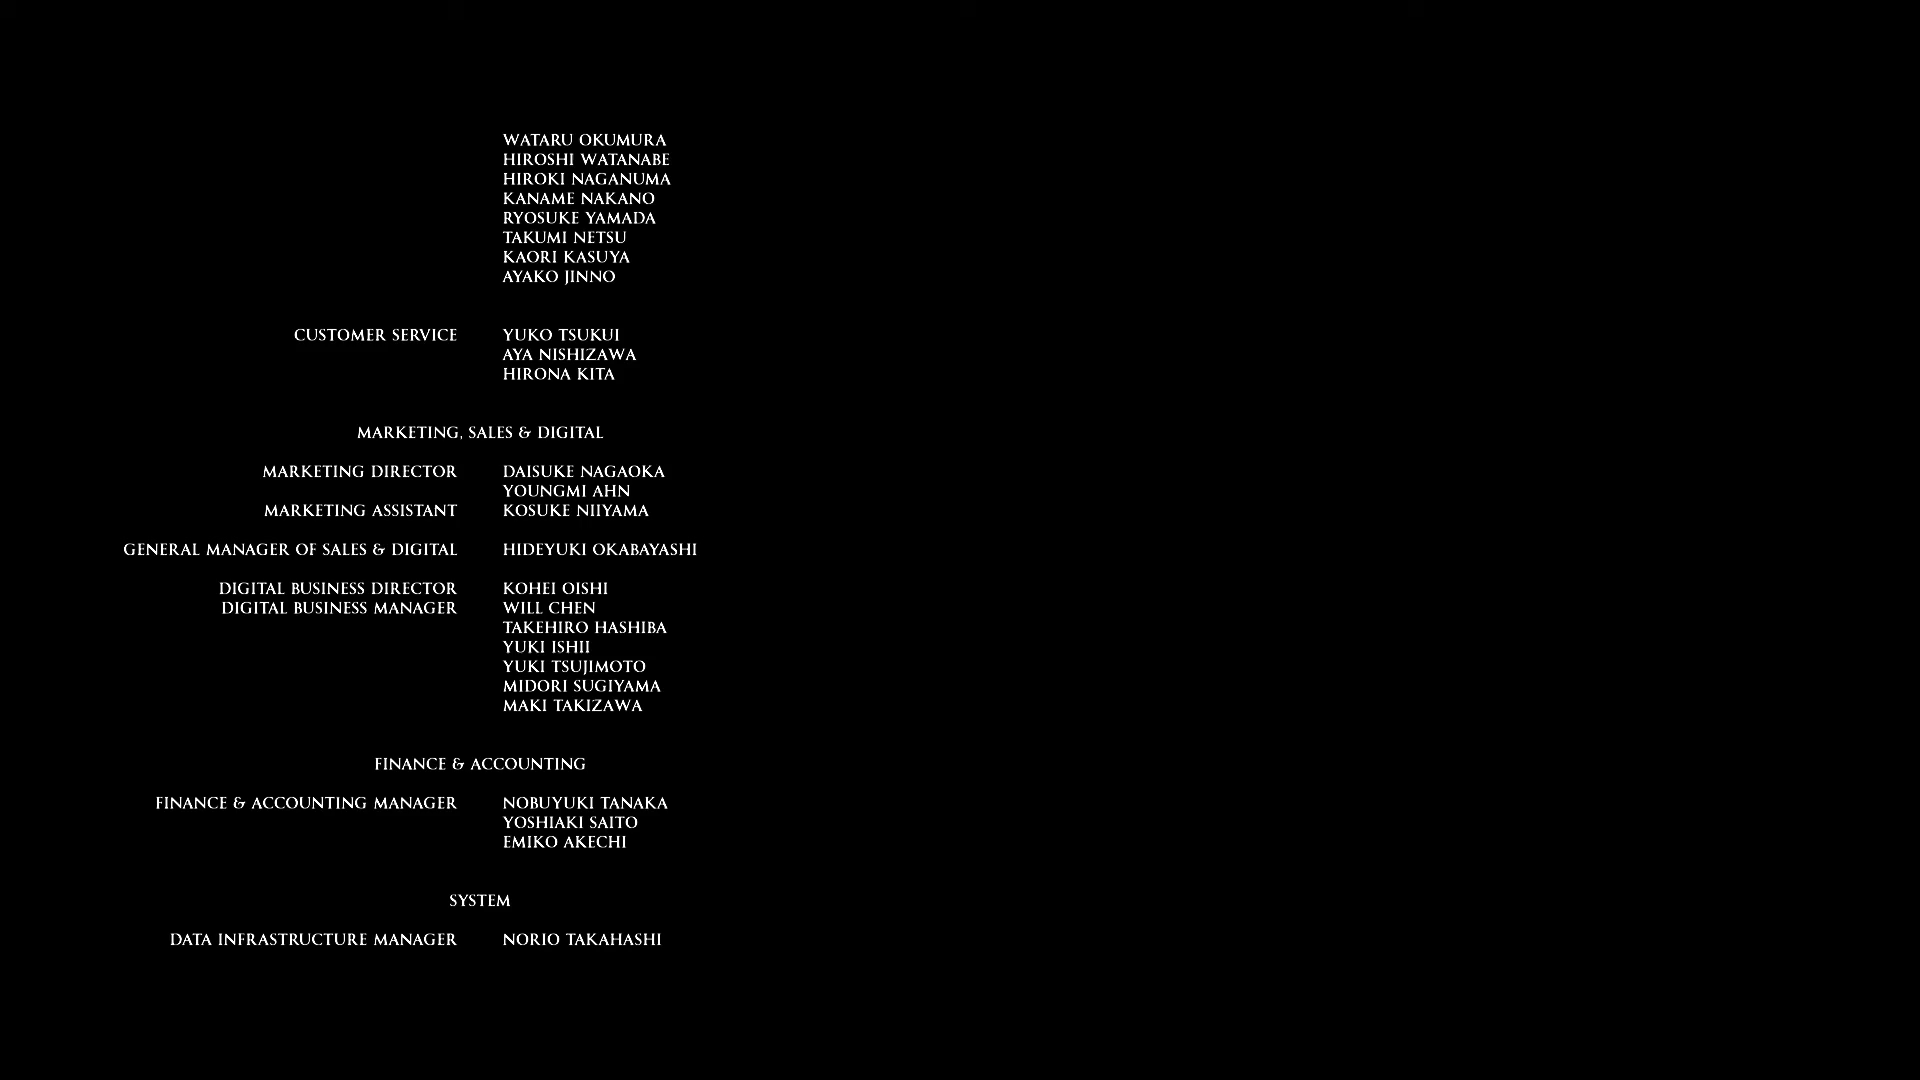 WATARU OKUMURA
HIROSHI WATANABE
HIROKI NAGANUMA
KANAME NAKANO
RYOSUKE YAMADA
TAKUMI NETSU
KAORI KASUYA
AYAKO JINNO
CUSTOMER SERVICE YUKO TSUKUI
AYA NISHIZAWA
HIRONA KITA
MARKETING, SALES & DIGITAL
MARKETING DIRECTOR DAISUKE NAGAOKA
YOUNGMI AHN
MARKETING ASSISTANT KOSUKE NIIYAMA
GENERAL MANAGER OF SALES & DIGITAL HIDEYUKI OKABAYASHI
DIGITAL BUSINESS DIRECTOR KOHEI OISHI
DIGITAL BUSINESS MANAGER WILL CHEN
TAKEHIRO HASHIBA
YUKI ISHII
YUKI TSUJIMOTO
MIDORI SUGIYAMA
MAKI TAKIZAWA
FINANCE & ACCOUNTING
FINANCE & ACCOUNTING MANAGER NOBUYUKI TANAKA
YOSHIAKI SAITO
EMIKO AKECHI
SYSTEM
DATA INFRASTRUCTURE MANAGER NORIO TAKAHASHI